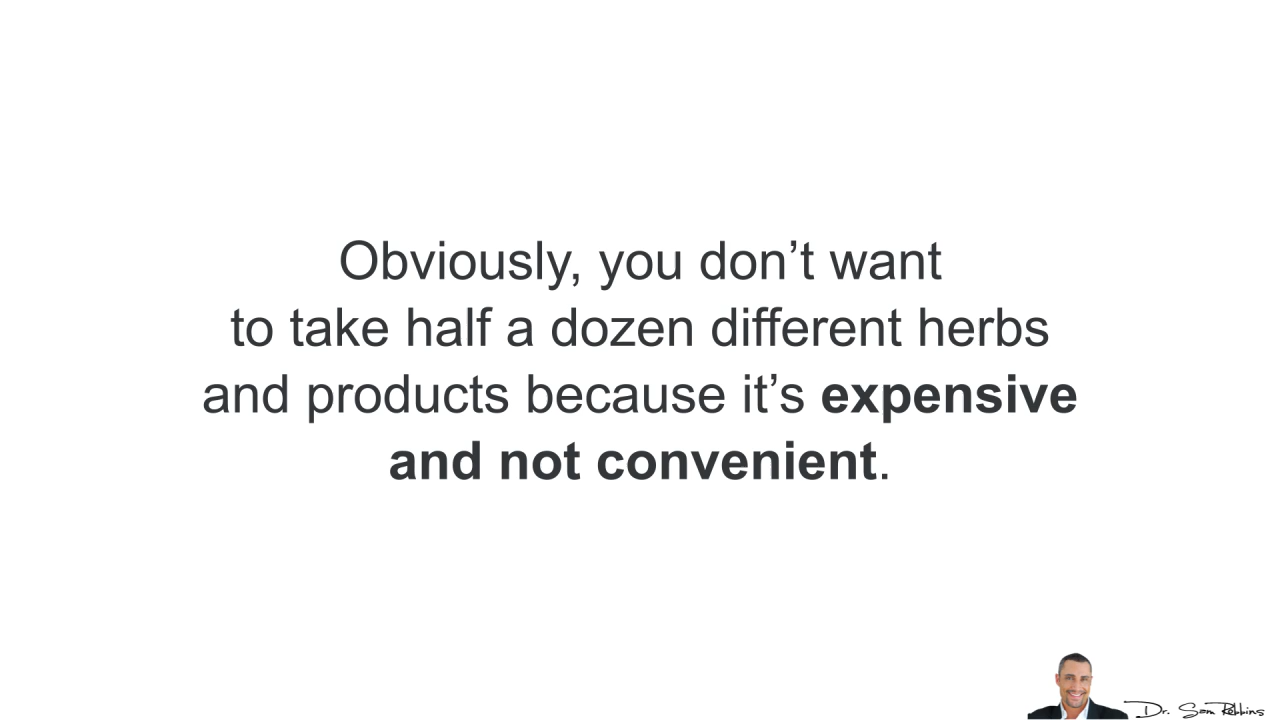 Obviously, you don’t want
to take half a dozen different herbs
and products because it’s expensive
and not convenient.
Dr. Sam Robbins